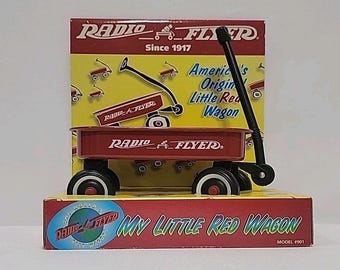 RADIO FLYER
Since 1917
America's
Original
Little Red
Wagon
RADIO FLYER
RADIO FLYER®
RADIO FLYER
MY LITTLE RED WAGON
MODEL #901